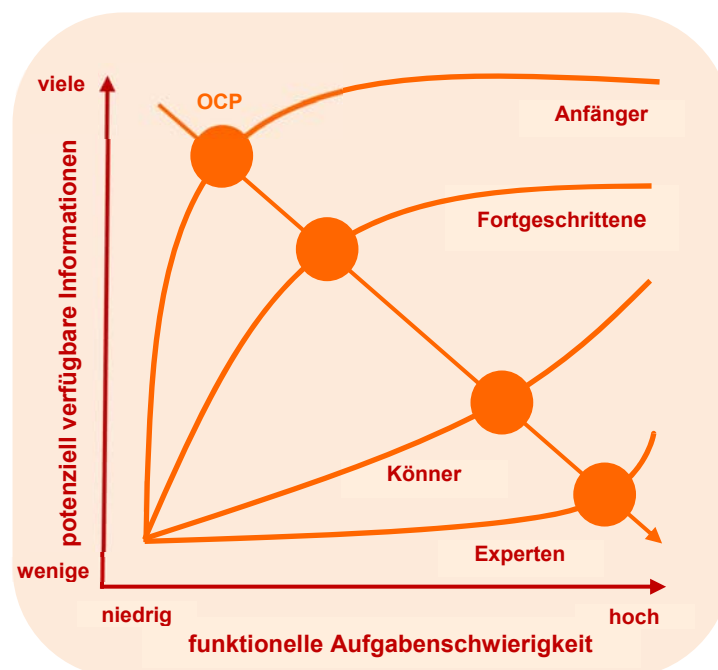 viele
OCP
Anfänger
Fortgeschrittene
potenziell verfügbare Informationen
Könner
Experten
wenige
niedrig
hoch
funktionelle Aufgabenschwierigkeit